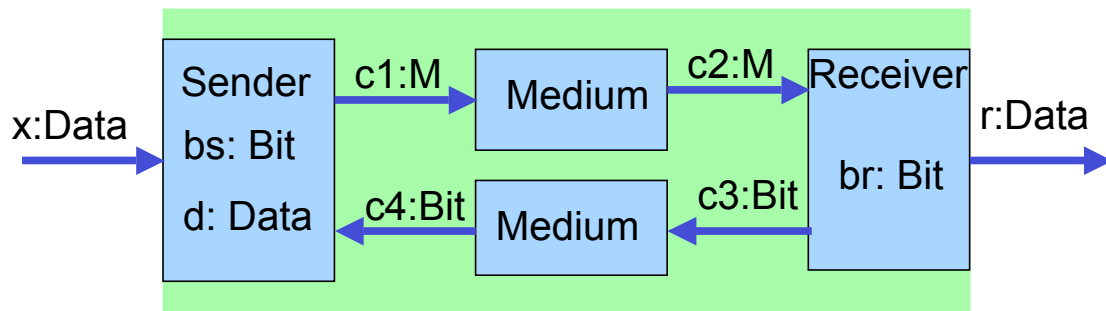 x:Data
Sender
bs: Bit
d: Data
c1:M
Medium
c2:M
Receiver
br: Bit
r:Data
c4:Bit
Medium
c3:Bit